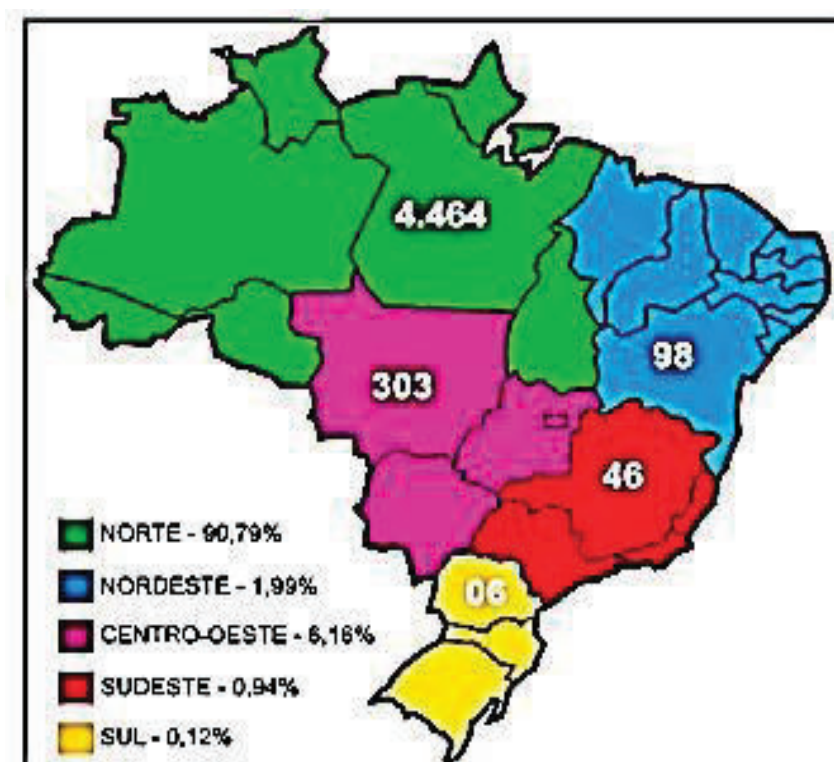 4.464
98
303
46
06
NORTE - 90,79%
NORDESTE - 1,99%
CENTRO-OESTE - 6,16%
SUDESTE - 0,94%
SUL - 0,12%